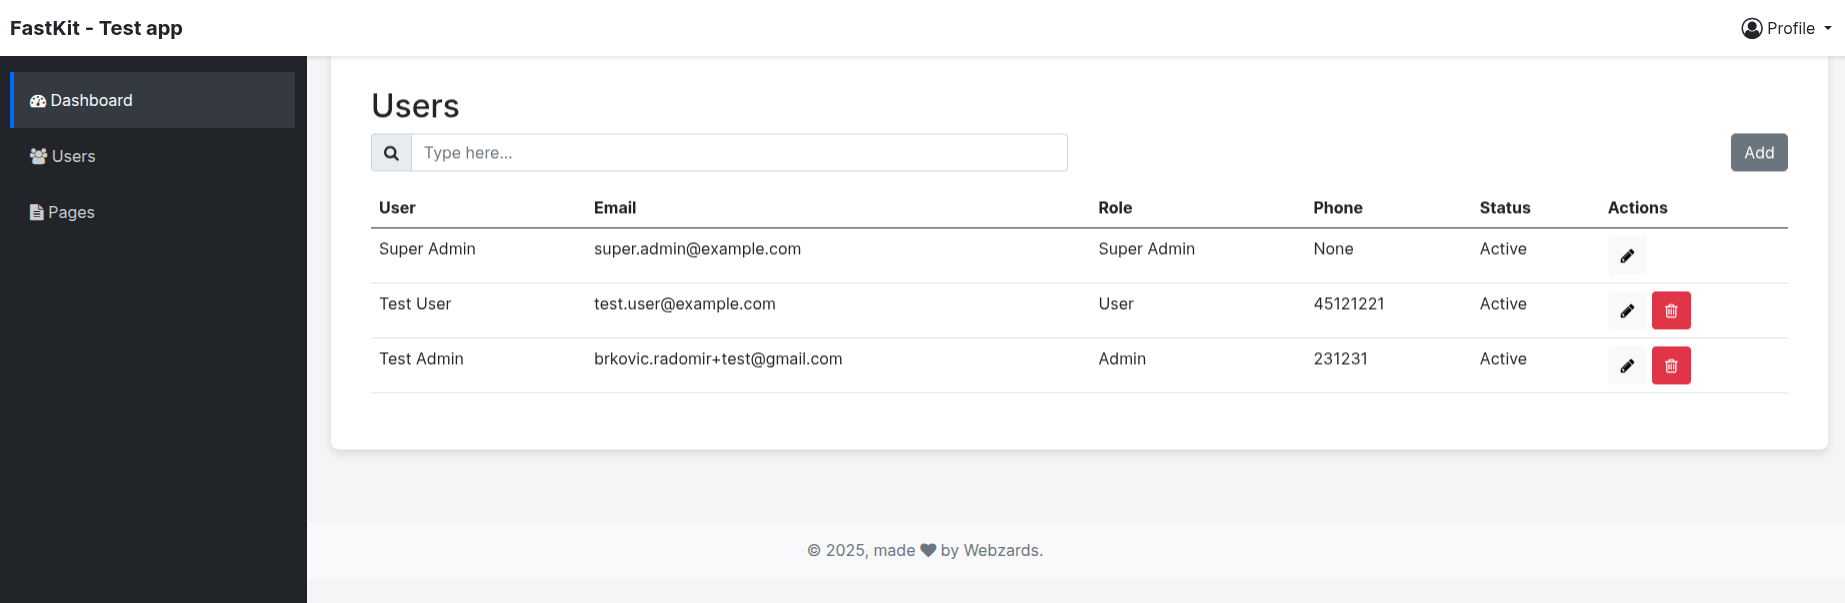 FastKit - Test app
Profile
Dashboard
Users
Pages
Users
Type here...
Add
User Email Role Phone Status Actions
Super Admin super.admin@example.com Super Admin None Active
Test User test.user@example.com User 45121221 Active
Test Admin brkovic.radomir+test@gmail.com Admin 231231 Active
© 2025, made ♥ by Webzards.